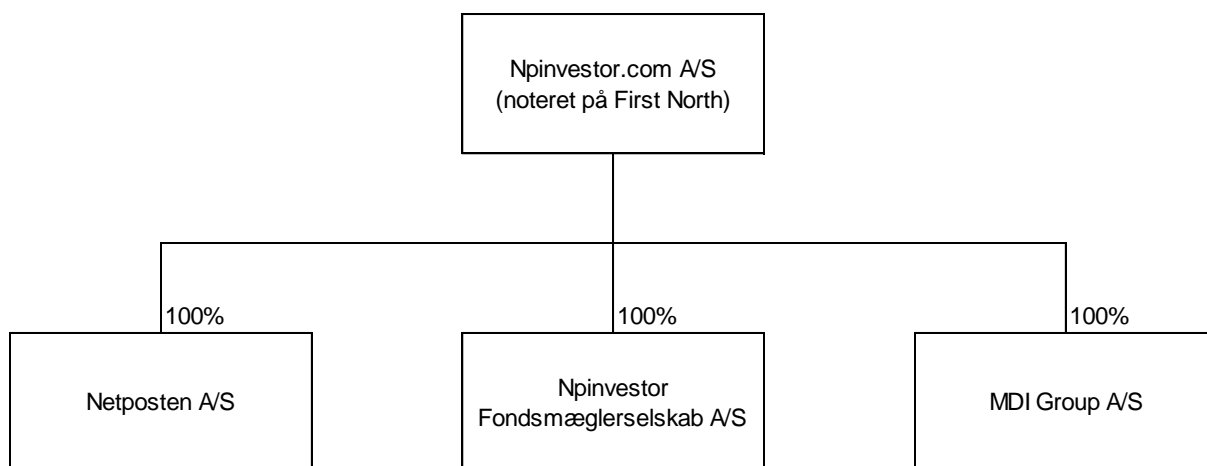 Npinvestor.com A/S
(noteret på First North)
100%
100%
100%
Netposten A/S
Npinvestor
Fondsmæglerselskab A/S
MDI Group A/S